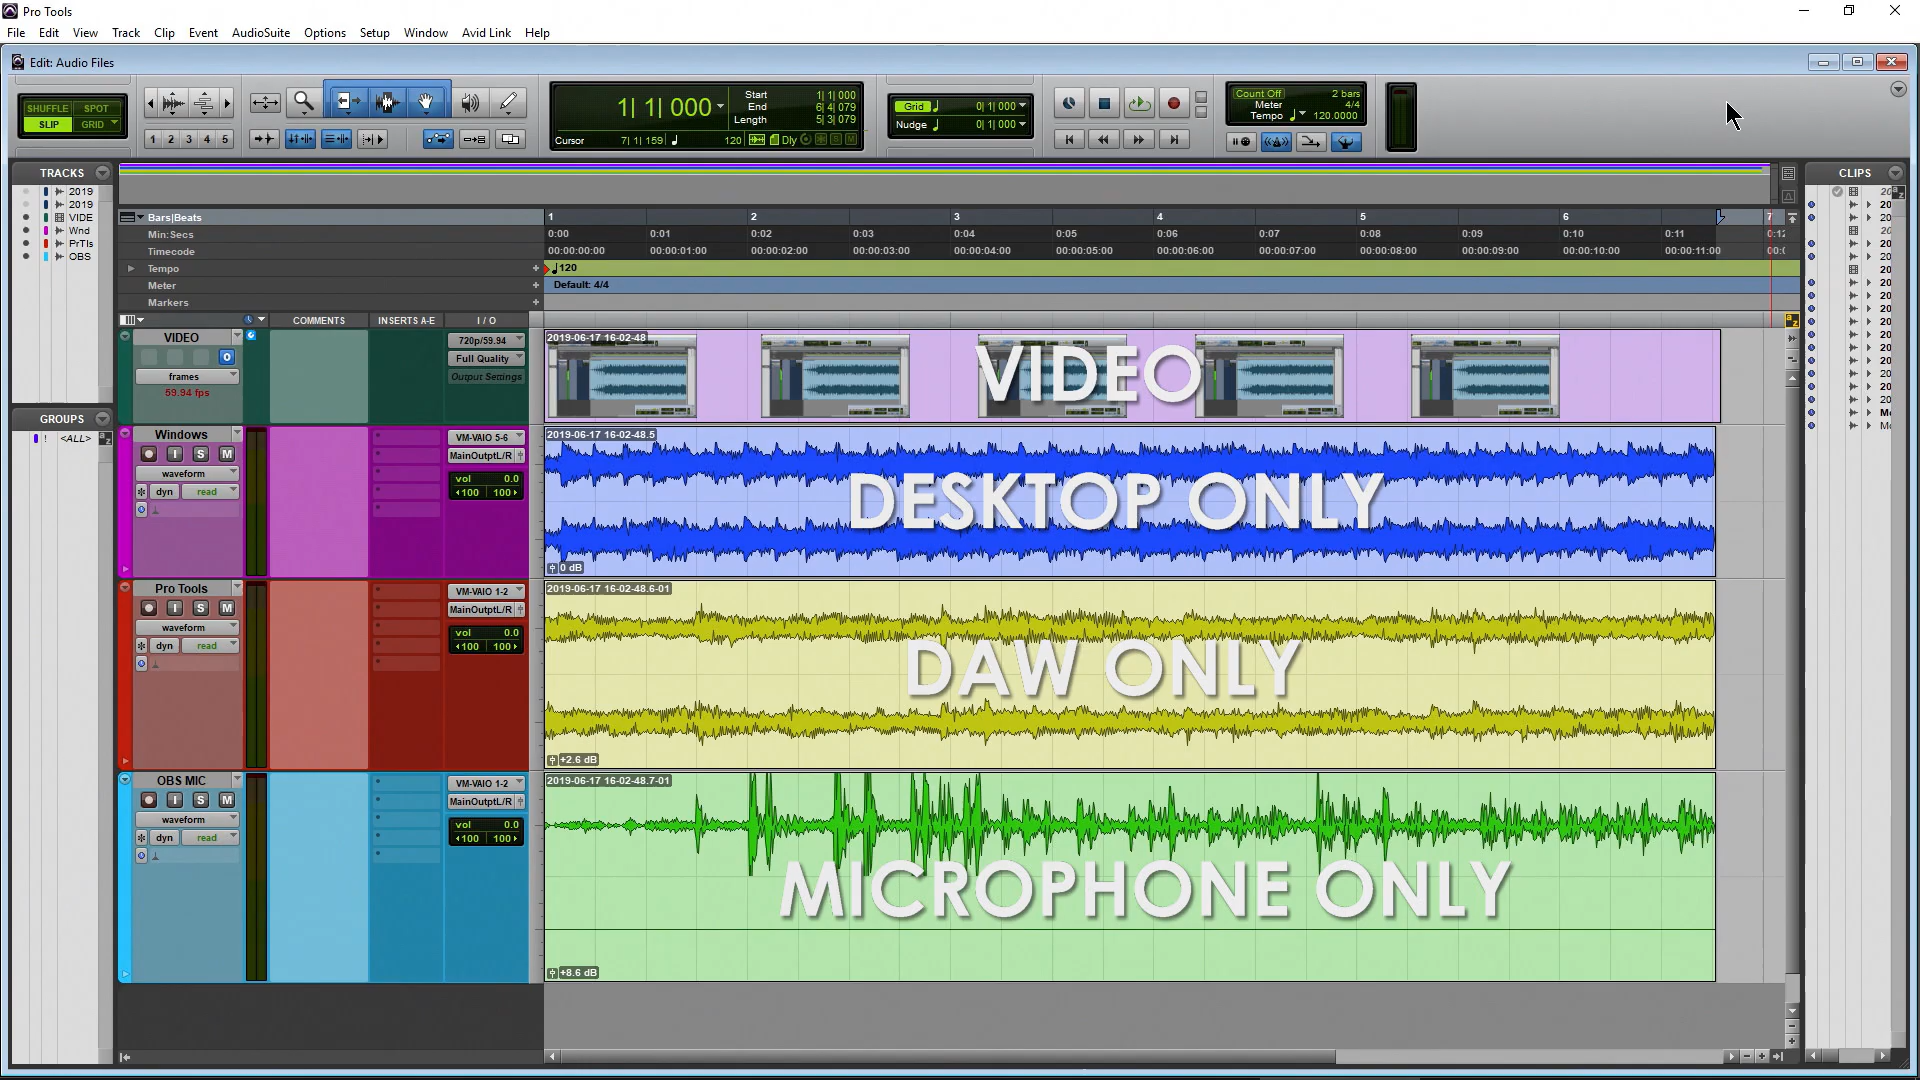 Pro Tools
File Edit View Track Clip Event AudioSuite Options Setup Window Avid Link Help
Edit: Audio Files
SHUFFLE SPOT
SLIP GRID
1 2 3 4 5
1| 1| 000
Start 1| 1| 000
End 6| 4| 079
Length 5| 3| 079
Cursor 7| 1| 159 120 Dly
Grid 0| 1| 000
Nudge 0| 1| 000
Count Off 2 bars
Meter 4/4
Tempo 120.0000
TRACKS
2019
2019
VIDE
Wnd
PrTls
OBS
GROUPS
! <ALL>
CLIPS
Bars|Beats 1 2 3 4 5 6 7
Min:Secs 0:00 0:01 0:02 0:03 0:04 0:05 0:06 0:07 0:08 0:09 0:10 0:11 0:12
Timecode 00:00:00:00 00:00:01:00 00:00:02:00 00:00:03:00 00:00:04:00 00:00:05:00 00:00:06:00 00:00:07:00 00:00:08:00 00:00:09:00 00:00:10:00 00:00:11:00
Tempo + 120
Meter + Default: 4/4
Markers +
COMMENTS INSERTS A-E I / O
VIDEO
frames
59.94 fps
720p/59.94
Full Quality
Output Settings
2019-06-17 16-02-48
VIDEO
Windows
I S M
waveform
dyn read
VM-VAIO 5-6
MainOutptL/R
vol 0.0
100 100
2019-06-17 16-02-48.5
DESKTOP ONLY
0 dB
Pro Tools
I S M
waveform
dyn read
VM-VAIO 1-2
MainOutptL/R
vol 0.0
100 100
2019-06-17 16-02-48.6-01
DAW ONLY
+2.6 dB
OBS MIC
I S M
waveform
dyn read
VM-VAIO 1-2
MainOutptL/R
vol 0.0
100 100
2019-06-17 16-02-48.7-01
MICROPHONE ONLY
+8.6 dB